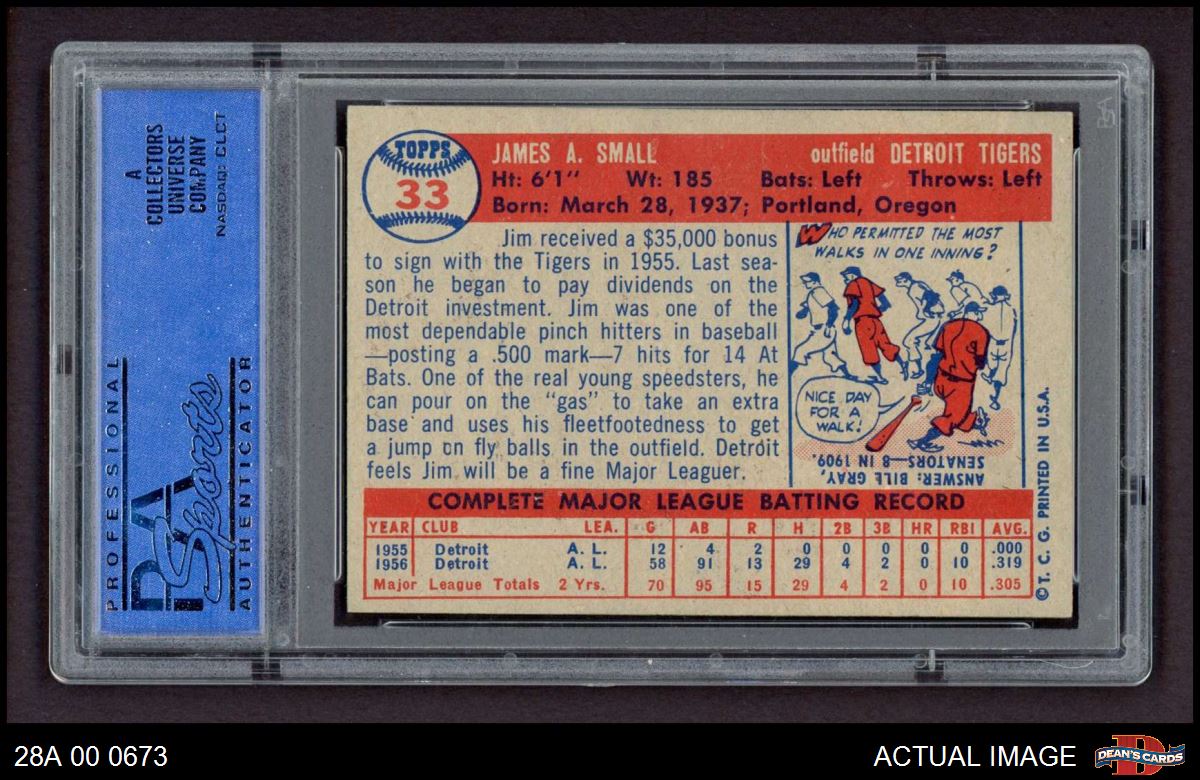 A
COLLECTORS
UNIVERSE
COMPANY
NASDAQ: CLCT
PROFESSIONAL
PSA
Sports
AUTHENTICATOR
TOPPS
33
JAMES A. SMALL outfield DETROIT TIGERS
Ht: 6'1" Wt: 185 Bats: Left Throws: Left
Born: March 28, 1937; Portland, Oregon
Jim received a $35,000 bonus
to sign with the Tigers in 1955. Last sea-
son he began to pay dividends on the
Detroit investment. Jim was one of the
most dependable pinch hitters in baseball
—posting a .500 mark—7 hits for 14 At
Bats. One of the real young speedsters, he
can pour on the "gas" to take an extra
base and uses his fleetfootedness to get
a jump on fly balls in the outfield. Detroit
feels Jim will be a fine Major Leaguer.
WHO PERMITTED THE MOST
WALKS IN ONE INNING?
NICE DAY
FOR A
WALK!
ANSWER: BILL GRAY,
SENATORS—8 IN 1909.
COMPLETE MAJOR LEAGUE BATTING RECORD
YEAR CLUB LEA. G AB R H 2B 3B HR RBI AVG.
1955 Detroit A. L. 12 4 2 0 0 0 0 0 .000
1956 Detroit A. L. 58 91 13 29 4 2 0 10 .319
Major League Totals 2 Yrs. 70 95 15 29 4 2 0 10 .305
©T. C. G. PRINTED IN U.S.A.
28A 00 0673
ACTUAL IMAGE
DEAN'S CARDS